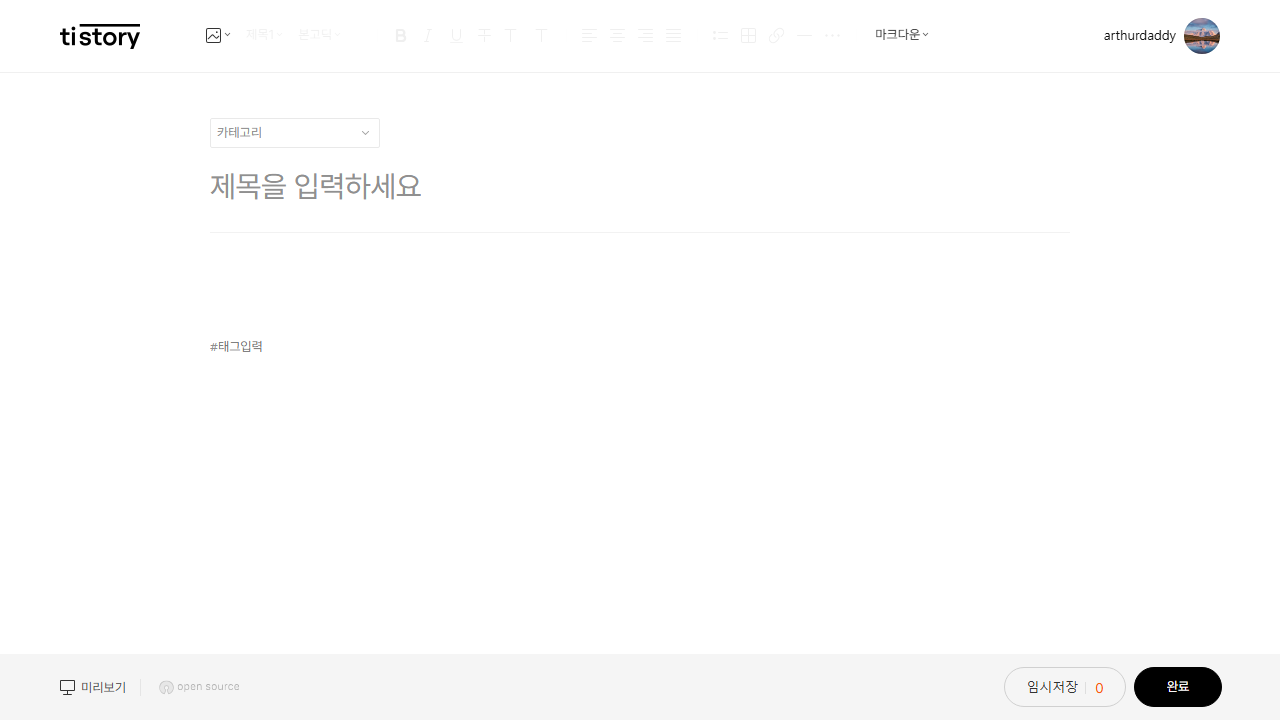 tistory
제목1
본고딕
B I U T T T
마크다운
arthurdaddy
카테고리
제목을 입력하세요
#태그입력
미리보기
open source
임시저장 0
완료